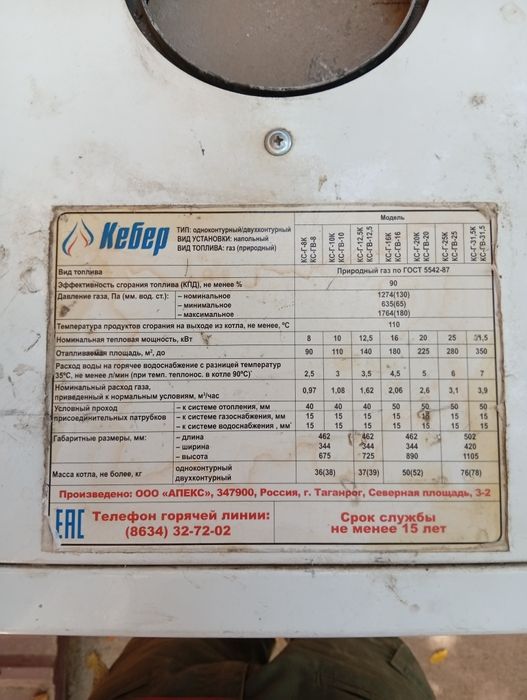 Кебер
ТИП: одноконтурный/двухконтурный
ВИД УСТАНОВКИ: напольный
ВИД ТОПЛИВА: газ (природный)
Модель
КС-Г-8К КС-ГВ-8
КС-Г-10К КС-ГВ-10
КС-Г-12,5К КС-ГВ-12,5
КС-Г-16К КС-ГВ-16
КС-Г-20К КС-ГВ-20
КС-Г-25К КС-ГВ-25
КС-Г-31,5К КС-ГВ-31,5
Вид топлива Природный газ по ГОСТ 5542-87
Эффективность сгорания топлива (КПД), не менее % 90
Давление газа, Па (мм. вод. ст.): – номинальное 1274(130)
– минимальное 635(65)
– максимальное 1764(180)
Температура продуктов сгорания на выходе из котла, не менее, °С 110
Номинальная тепловая мощность, кВт 8 10 12,5 16 20 25 31,5
Отапливаемая площадь, м², до 90 110 140 180 225 280 350
Расход воды на горячее водоснабжение с разницей температур
35°С, не менее л/мин (при темп. теплонос. в котле 90°С) 2,5 3 3,5 4,5 5 6 7
Номинальный расход газа,
приведенный к нормальным условиям, м³/час 0,97 1,08 1,62 2,06 2,6 3,1 3,9
Условный проход – к системе отопления, мм 40 40 40 50 50 50 50
присоединительных патрубков – к системе газоснабжения, мм 15 15 15 15 15 15 15
– к системе водоснабжения, мм 15 15 15 15 15 15 15
Габаритные размеры, мм: – длина 462 462 462 502
– ширина 344 344 344 420
– высота 675 725 890 1105
Масса котла, не более, кг одноконтурный
двухконтурный 36(38) 37(39) 50(52) 76(78)
Произведено: ООО «АПЕКС», 347900, Россия, г. Таганрог, Северная площадь, 3-2
ЕАС
Телефон горячей линии:
(8634) 32-72-02
Срок службы
не менее 15 лет